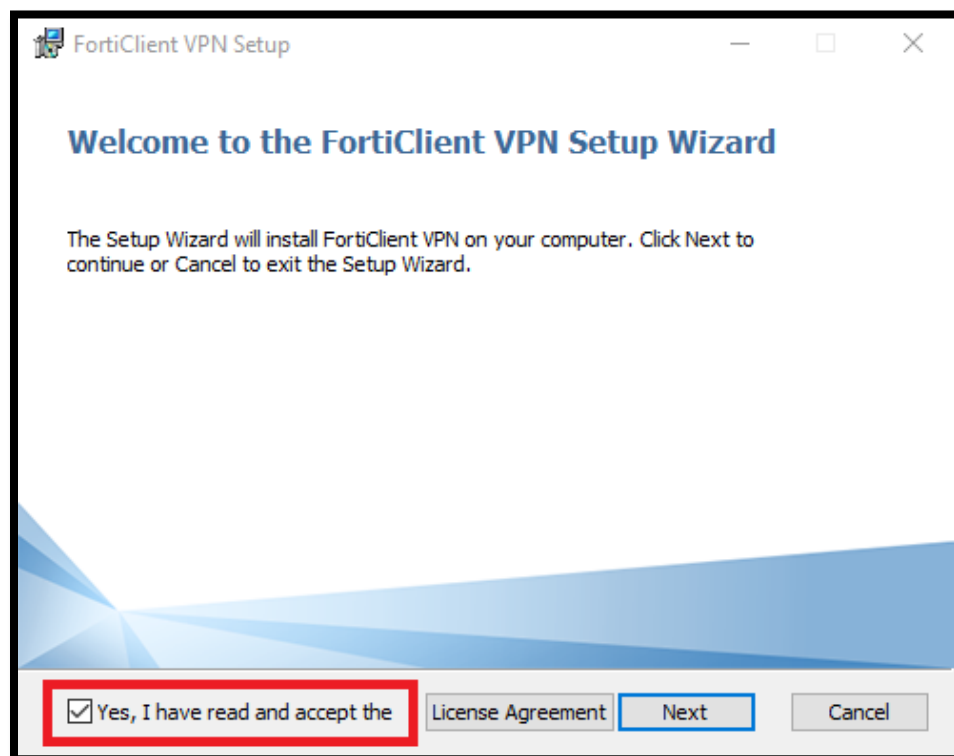 FortiClient VPN Setup
Welcome to the FortiClient VPN Setup Wizard
The Setup Wizard will install FortiClient VPN on your computer. Click Next to
continue or Cancel to exit the Setup Wizard.
Yes, I have read and accept the License Agreement Next Cancel